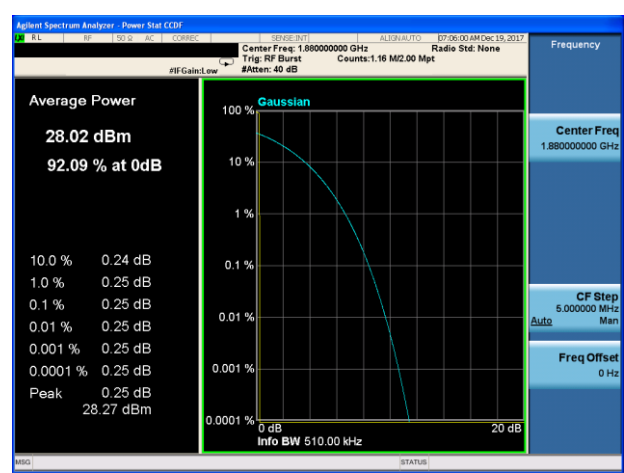 Agilent Spectrum Analyzer - Power Stat CCDF
RL RF 50 Ω AC CORREC SENSE:INT ALIGNAUTO 07:06:00 AM Dec 19, 2017
Center Freq: 1.880000000 GHz Radio Std: None
Trig: RF Burst Counts:1.16 M/2.00 Mpt
#IFGain:Low #Atten: 40 dB
Frequency
Average Power
28.02 dBm
92.09 % at 0dB
10.0 % 0.24 dB
1.0 % 0.25 dB
0.1 % 0.25 dB
0.01 % 0.25 dB
0.001 % 0.25 dB
0.0001 % 0.25 dB
Peak 0.25 dB
28.27 dBm
Gaussian
100 %
10 %
1 %
0.1 %
0.01 %
0.001 %
0.0001 %
0 dB 20 dB
Info BW 510.00 kHz
Center Freq
1.880000000 GHz
CF Step
5.000000 MHz
Auto Man
Freq Offset
0 Hz
MSG STATUS